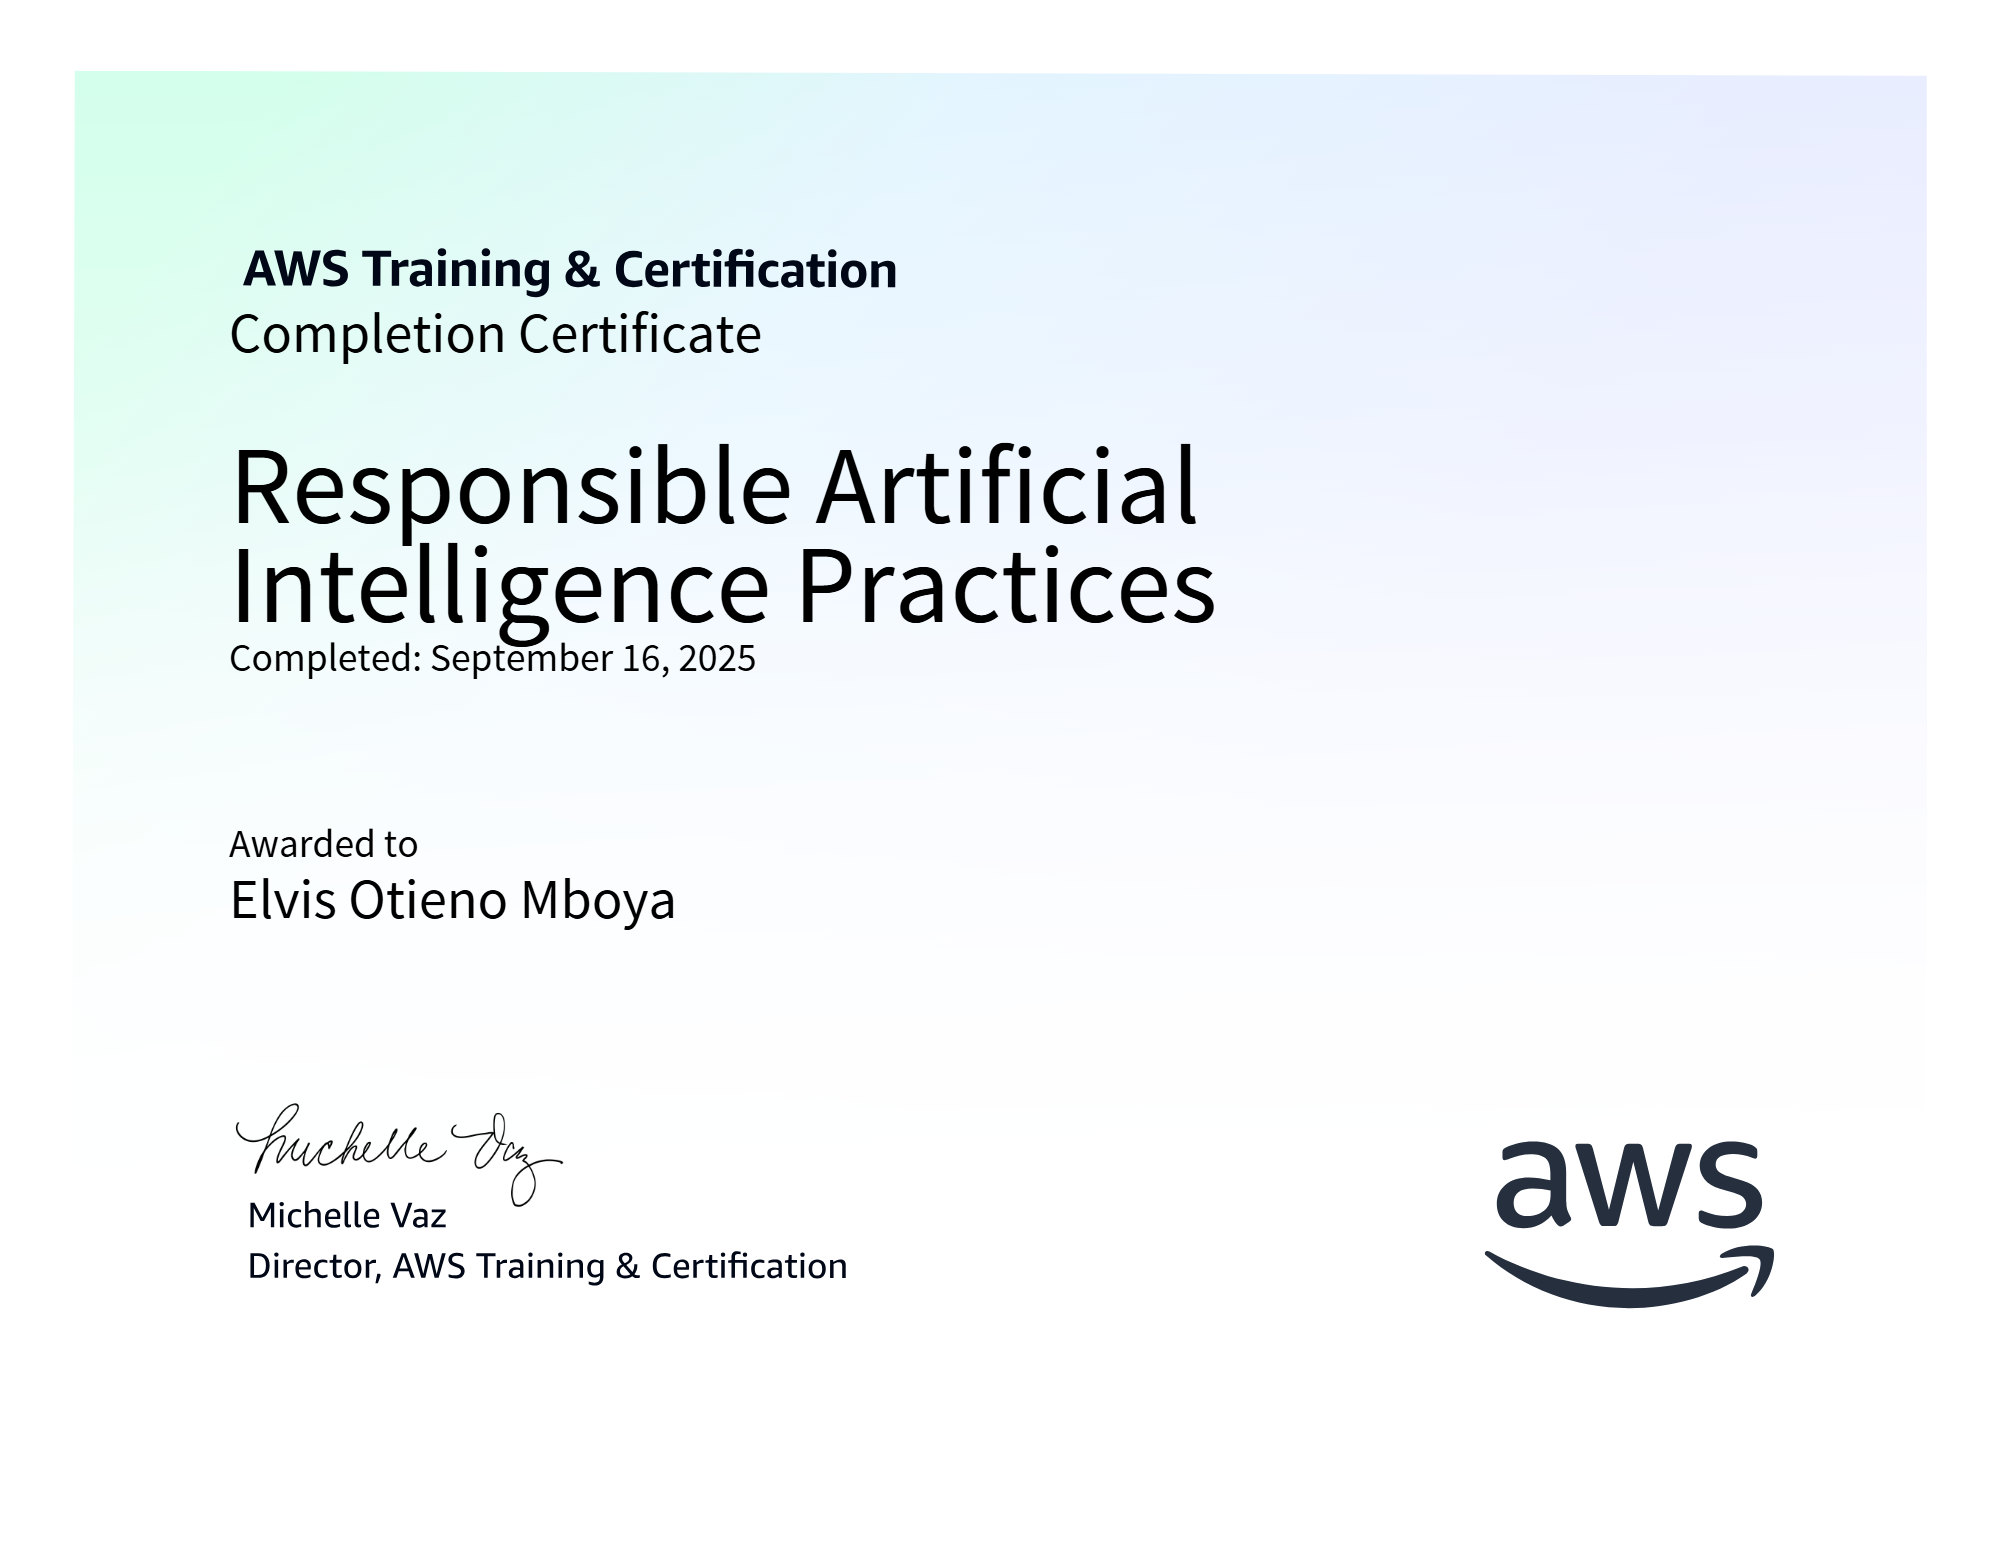 AWS Training & Certification
Completion Certificate
Responsible Artificial
Intelligence Practices
Completed: September 16, 2025
Awarded to
Elvis Otieno Mboya
Michelle Vaz
Michelle Vaz
Director, AWS Training & Certification
aws